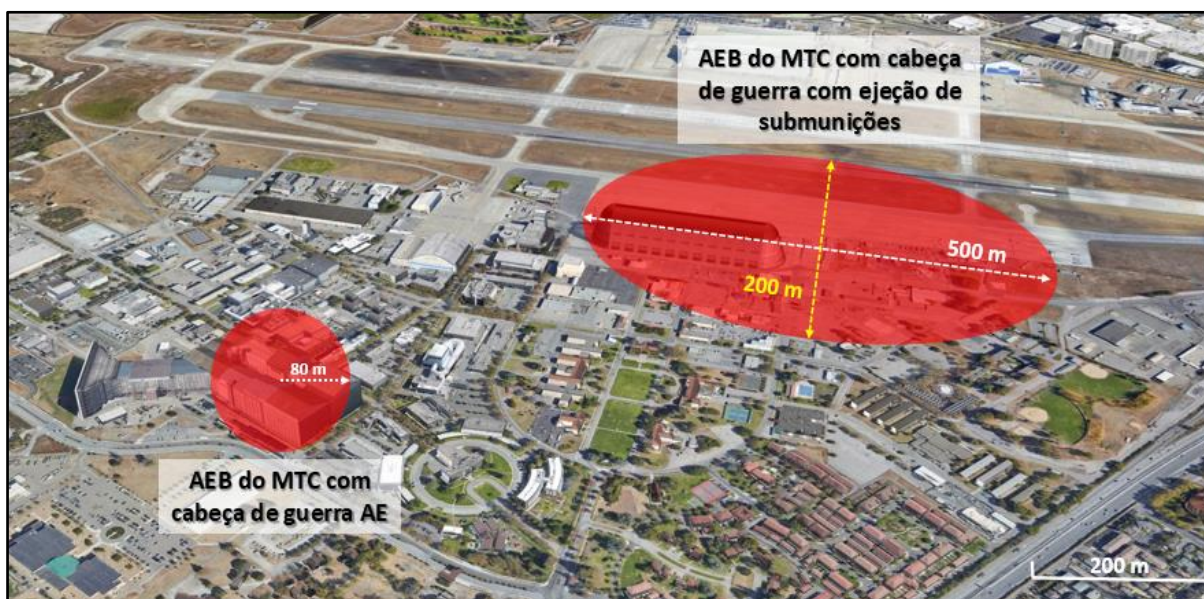 AEB do MTC com cabeça
de guerra com ejeção de
submunições
500 m
200 m
80 m
AEB do MTC com
cabeça de guerra AE
200 m